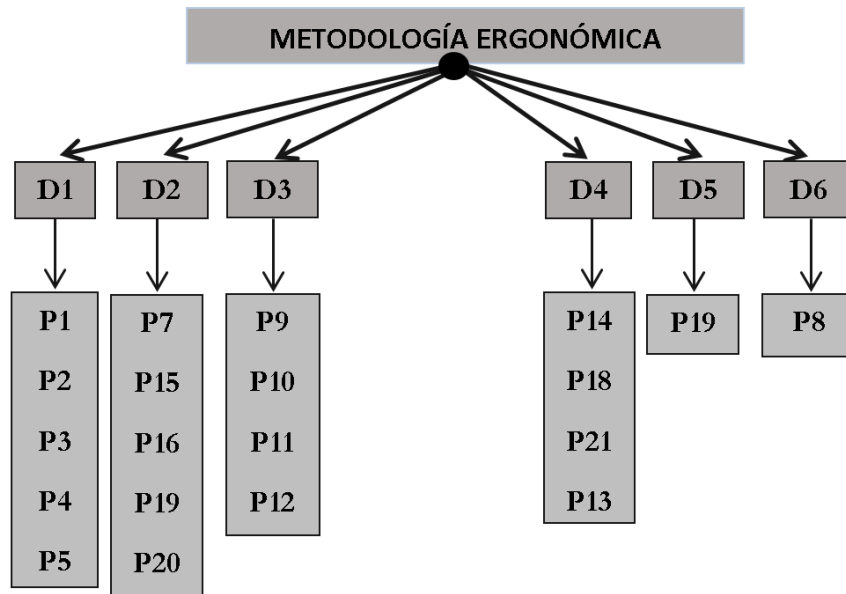 METODOLOGÍA ERGONÓMICA
D1 D2 D3 D4 D5 D6
P1 P7 P9 P14 P19 P8
P2 P15 P10 P18
P3 P16 P11 P21
P4 P19 P12 P13
P5 P20